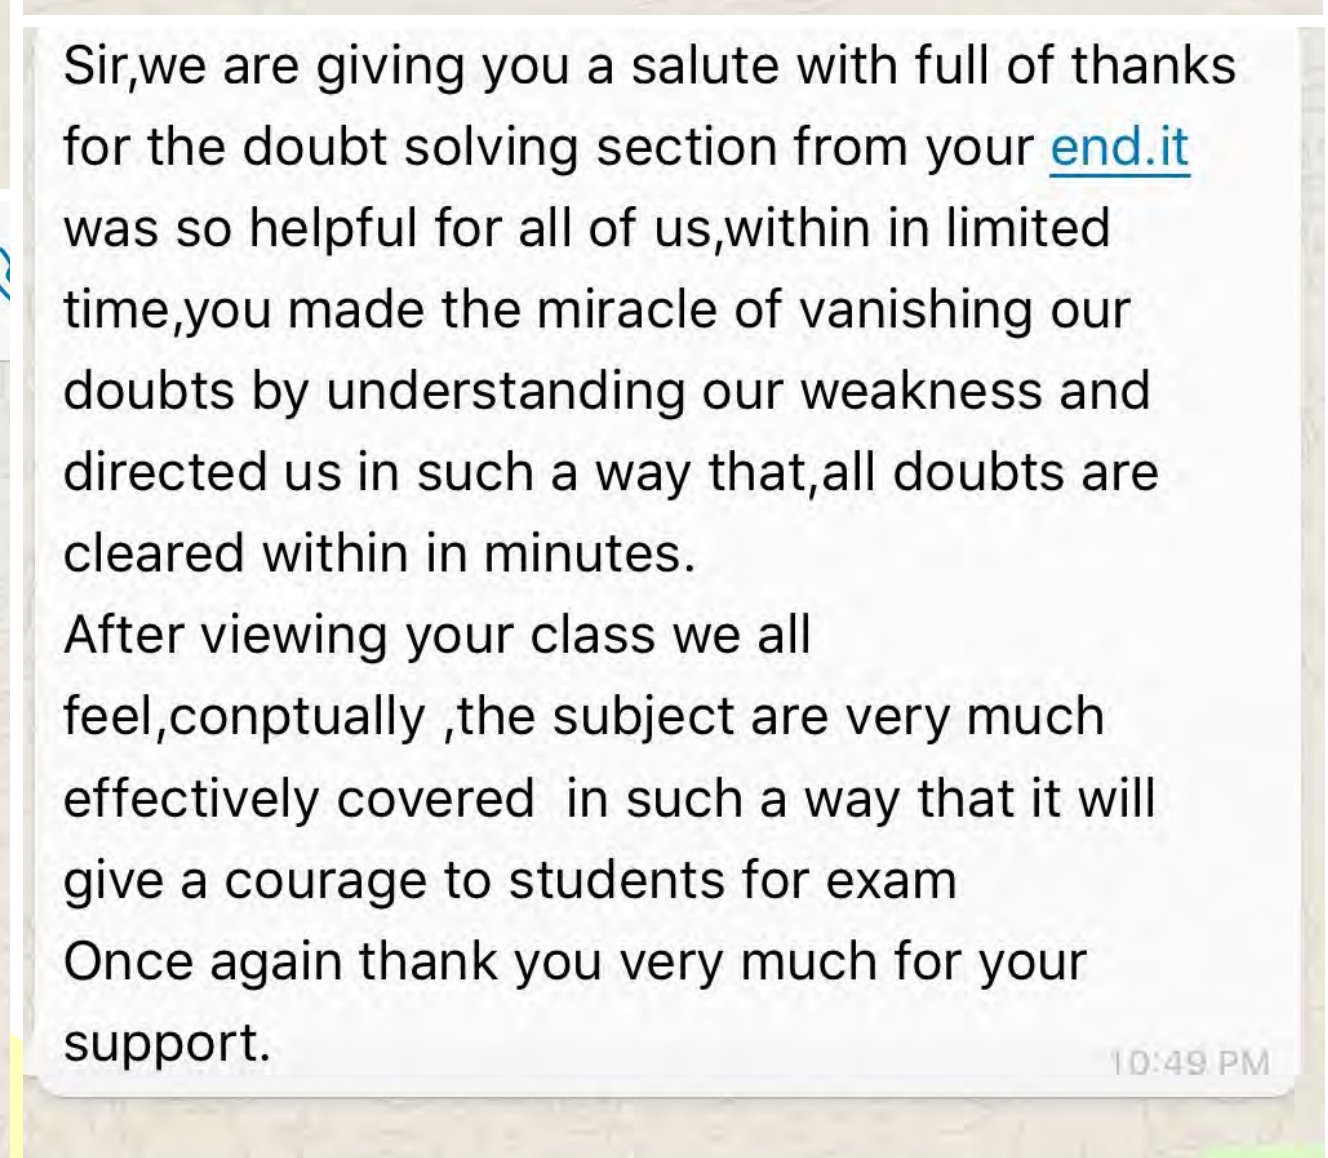 Sir,we are giving you a salute with full of thanks
for the doubt solving section from your end.it
was so helpful for all of us,within in limited
time,you made the miracle of vanishing our
doubts by understanding our weakness and
directed us in such a way that,all doubts are
cleared within in minutes.
After viewing your class we all
feel,conptually ,the subject are very much
effectively covered  in such a way that it will
give a courage to students for exam
Once again thank you very much for your
support.
10:49 PM